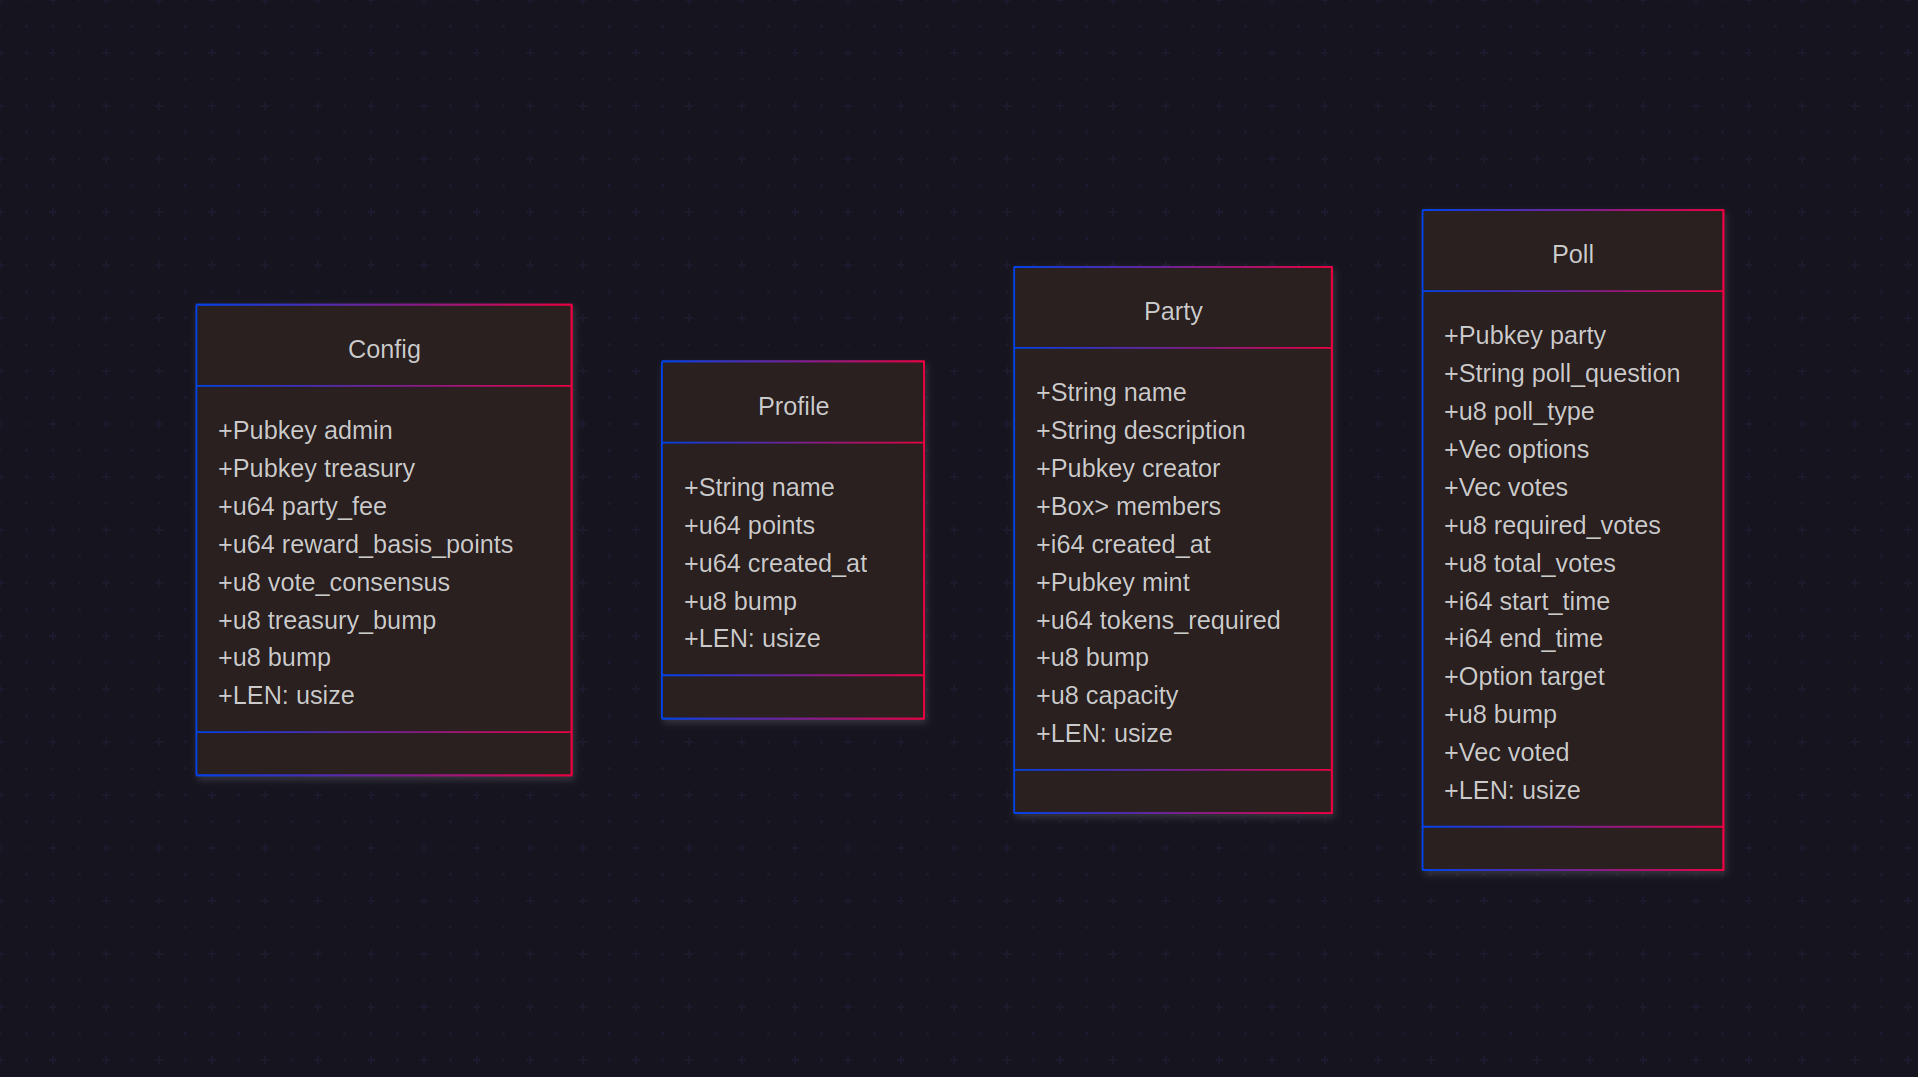 Config
+Pubkey admin
+Pubkey treasury
+u64 party_fee
+u64 reward_basis_points
+u8 vote_consensus
+u8 treasury_bump
+u8 bump
+LEN: usize
Profile
+String name
+u64 points
+u64 created_at
+u8 bump
+LEN: usize
Party
+String name
+String description
+Pubkey creator
+Box> members
+i64 created_at
+Pubkey mint
+u64 tokens_required
+u8 bump
+u8 capacity
+LEN: usize
Poll
+Pubkey party
+String poll_question
+u8 poll_type
+Vec options
+Vec votes
+u8 required_votes
+u8 total_votes
+i64 start_time
+i64 end_time
+Option target
+u8 bump
+Vec voted
+LEN: usize